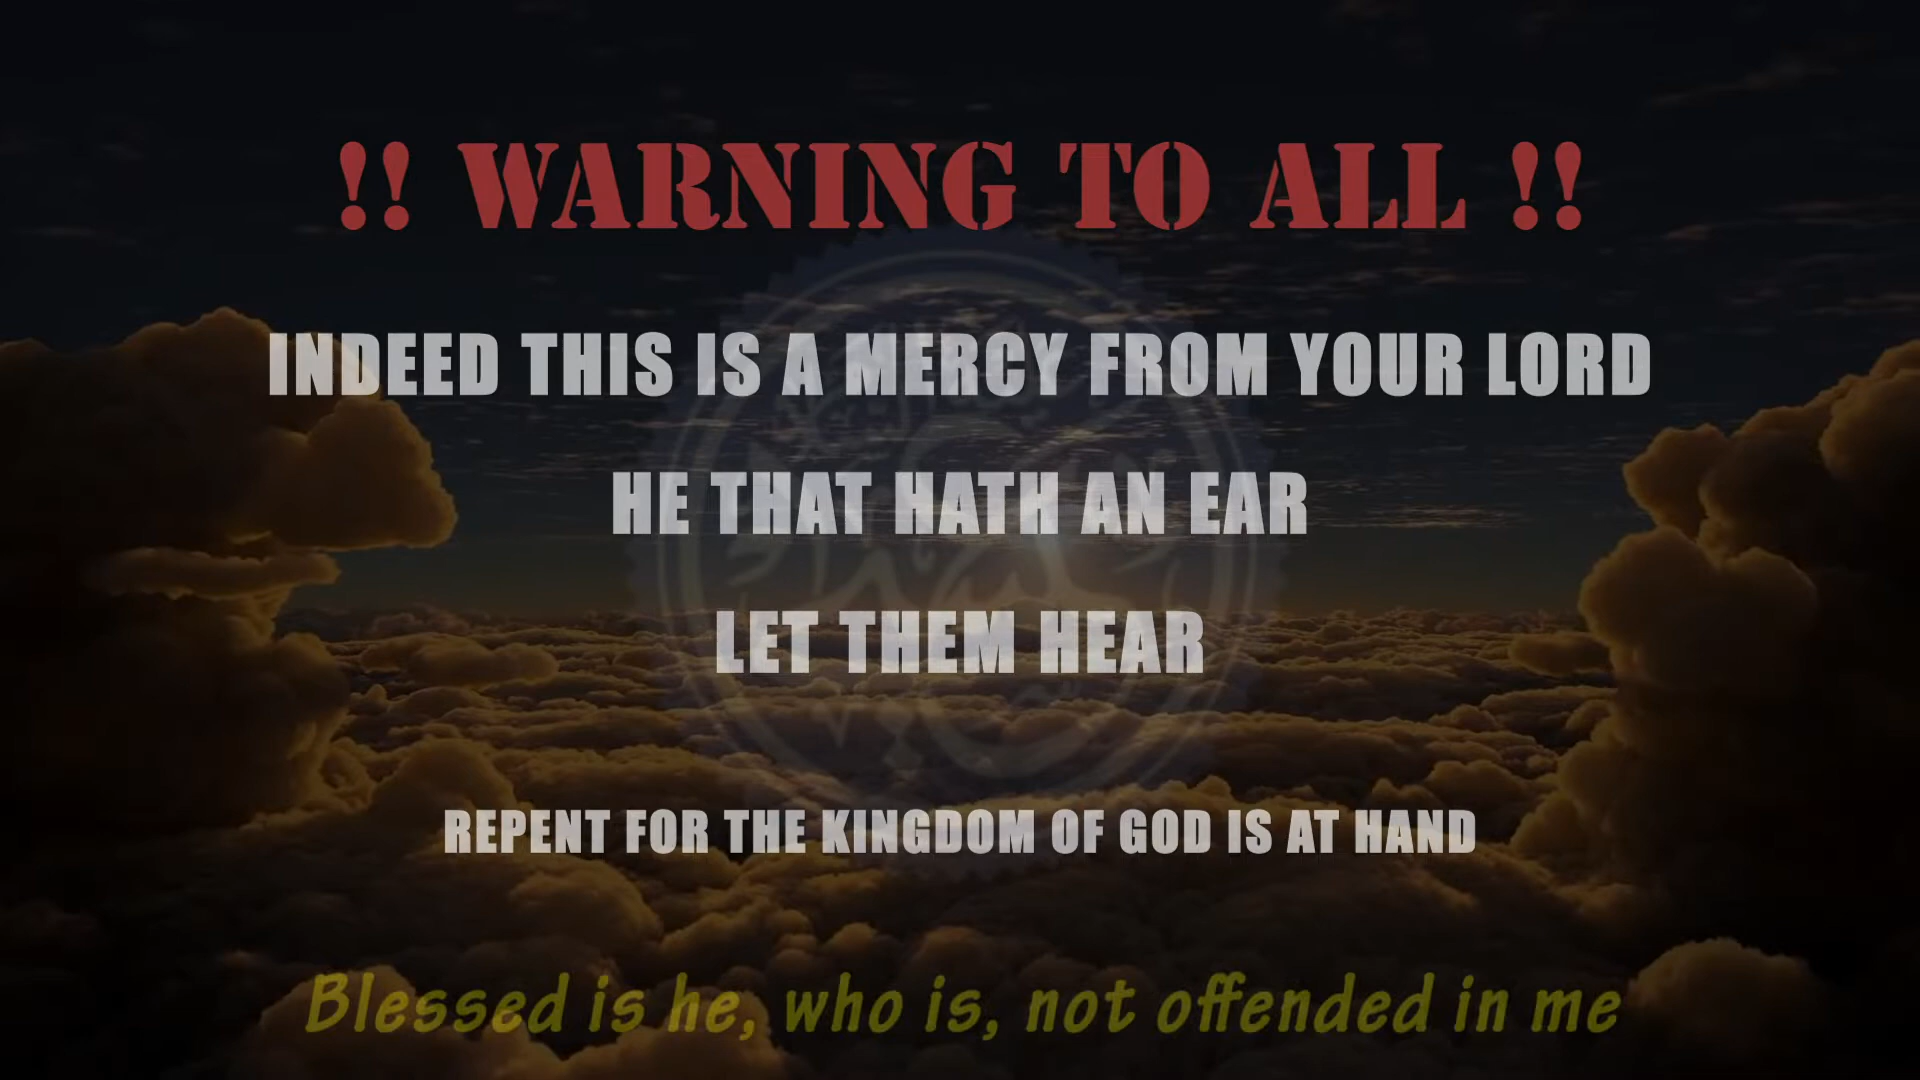 !! WARNING TO ALL !!
INDEED THIS IS A MERCY FROM YOUR LORD
HE THAT HATH AN EAR
LET THEM HEAR
REPENT FOR THE KINGDOM OF GOD IS AT HAND
Blessed is he, who is, not offended in me